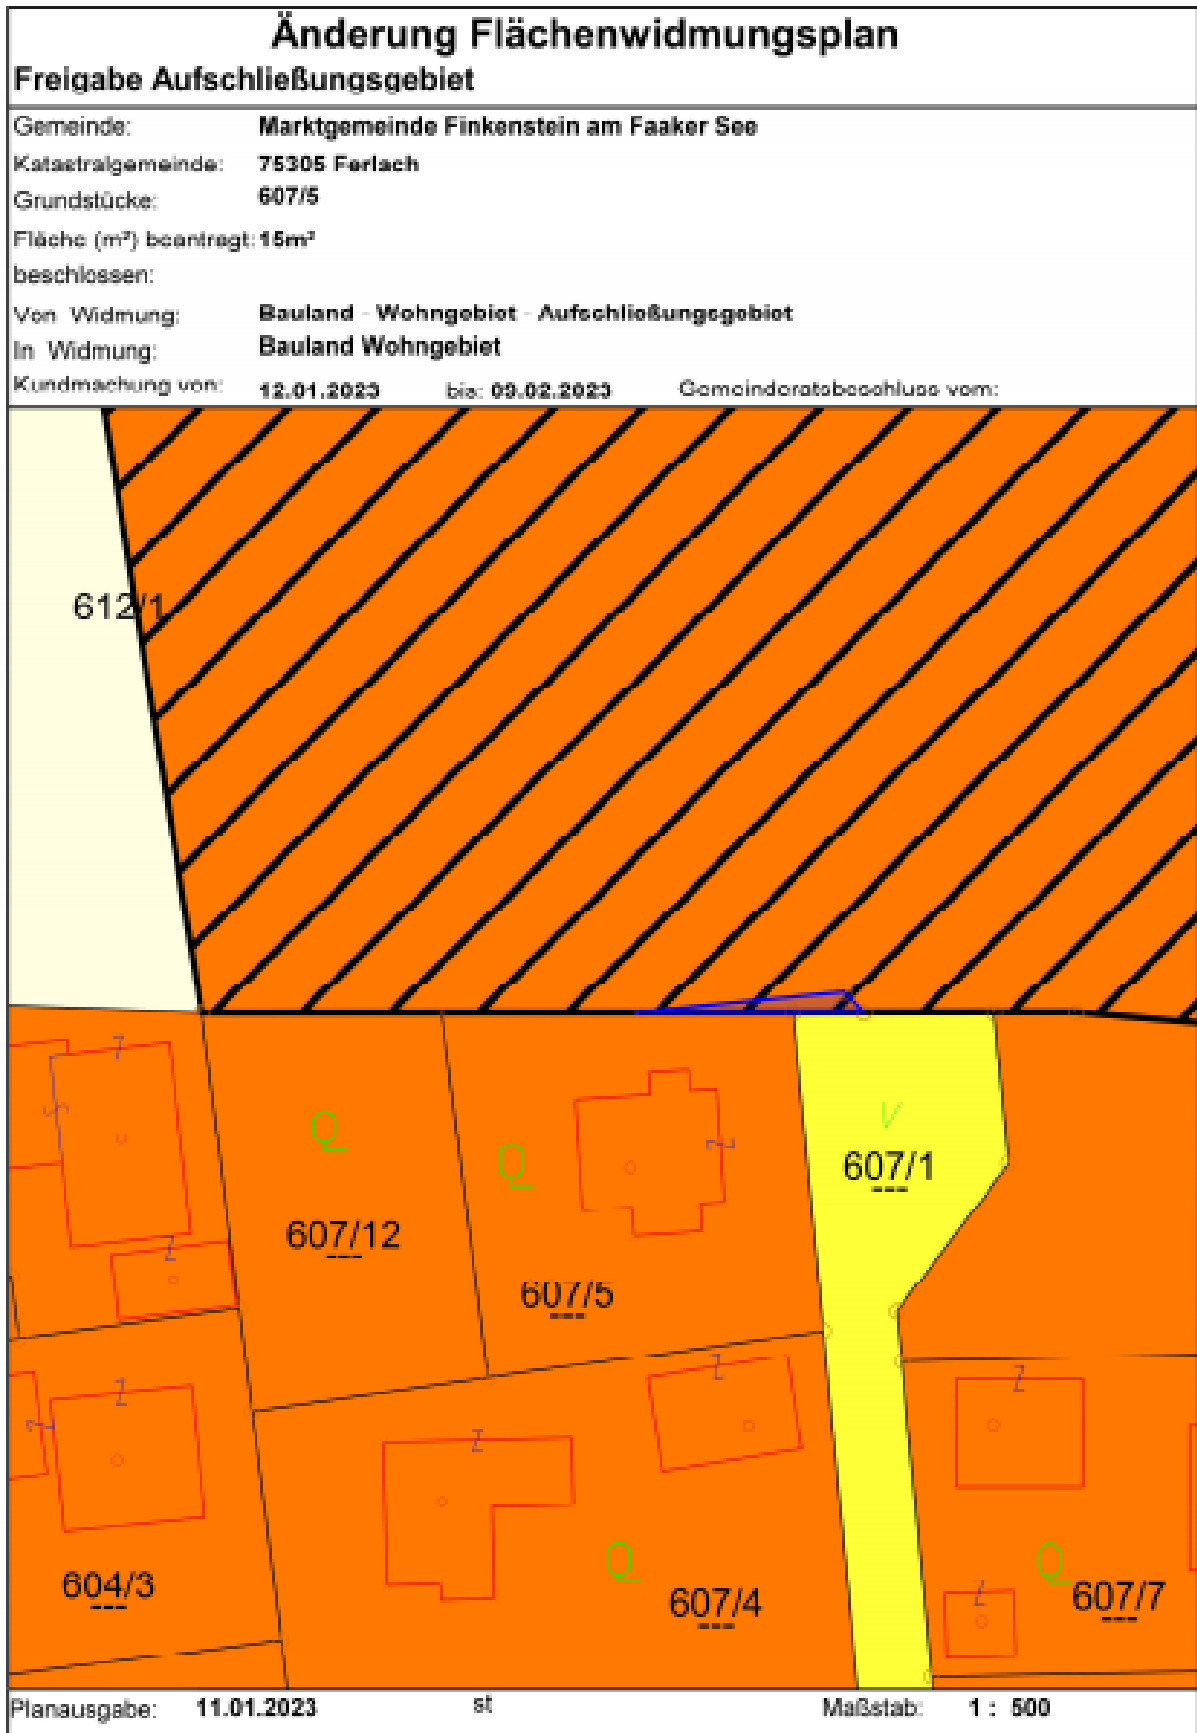 Änderung Flächenwidmungsplan
Freigabe Aufschließungsgebiet
Gemeinde: Marktgemeinde Finkenstein am Faaker See
Katastralgemeinde: 75305 Ferlach
Grundstücke: 607/5
Fläche (m²) beantragt: 15m²
beschlossen:
Von Widmung: Bauland - Wohngebiet - Aufschließungsgebiet
In Widmung: Bauland Wohngebiet
Kundmachung von: 12.01.2023 bis: 09.02.2023 Gemeinderatsbeschluss vom:
612/1
607/1
607/12
607/5
604/3
607/4
607/7
Planausgabe: 11.01.2023 st Maßstab: 1 : 500